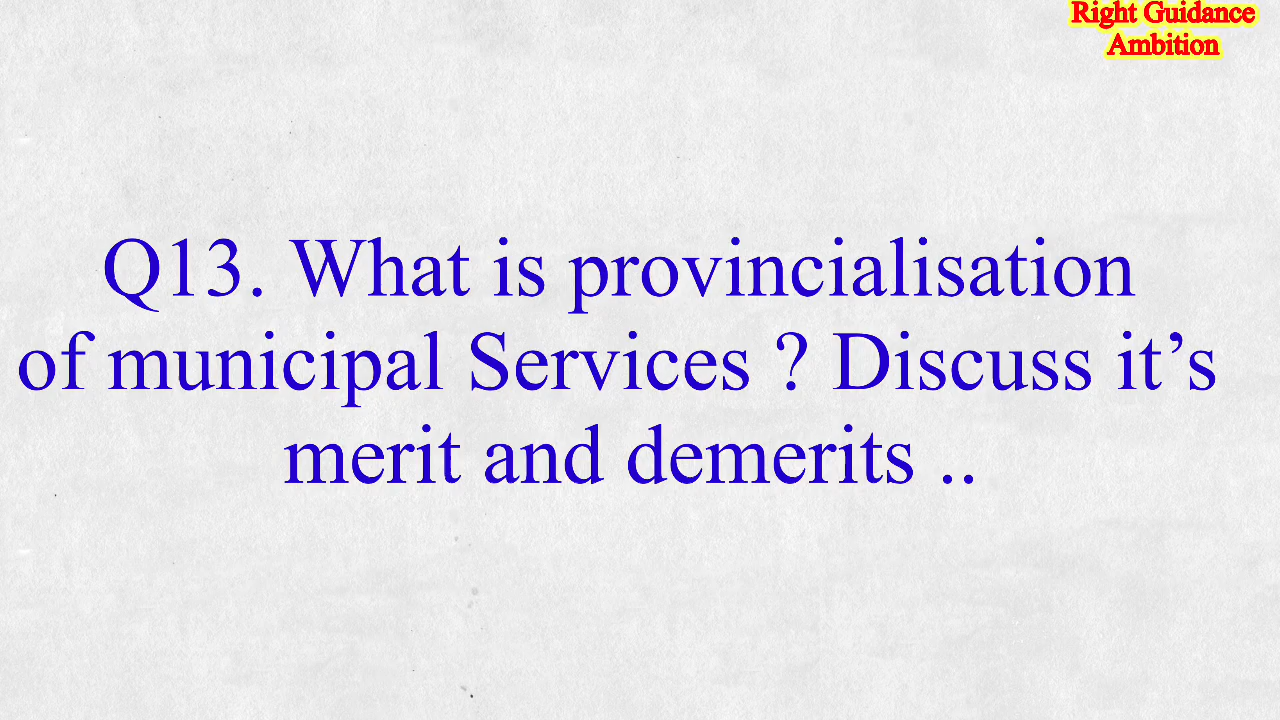 Right Guidance
Ambition
Q13. What is provincialisation
of municipal Services ? Discuss it’s
merit and demerits ..